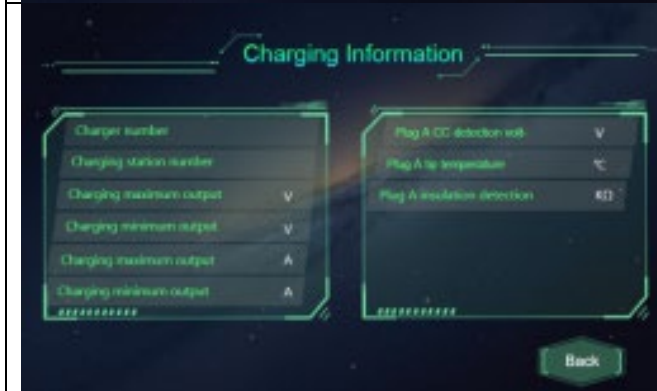 Charging Information
Charger number
Charging station number
Charging maximum output V
Charging minimum output V
Charging maximum output A
Charging minimum output A
Plug A CC detection volt- V
Plug A tip temperature ℃
Plug A insulation detection KΩ
Back